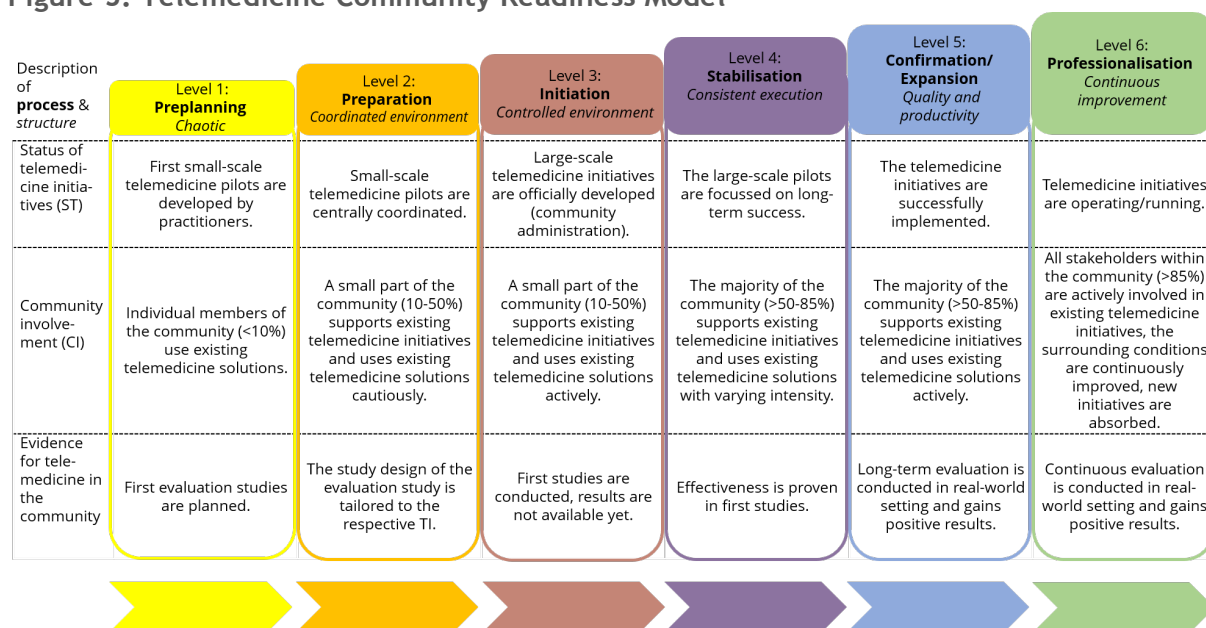 Figure 3: Telemedicine Community Readiness Model
Description
of
process &
structure
Level 1:
Preplanning
Chaotic
Level 2:
Preparation
Coordinated environment
Level 3:
Initiation
Controlled environment
Level 4:
Stabilisation
Consistent execution
Level 5:
Confirmation/
Expansion
Quality and
productivity
Level 6:
Professionalisation
Continuous
improvement
Status of
telemedi-
cine initia-
tives (ST)
First small-scale
telemedicine pilots are
developed by
practitioners.
Small-scale
telemedicine pilots are
centrally coordinated.
Large-scale
telemedicine initiatives
are officially developed
(community
administration).
The large-scale pilots
are focussed on long-
term success.
The telemedicine
initiatives are
successfully
implemented.
Telemedicine initiatives
are operating/running.
Community
involve-
ment (CI)
Individual members of
the community (<10%)
use existing
telemedicine solutions.
A small part of the
community (10-50%)
supports existing
telemedicine initiatives
and uses existing
telemedicine solutions
cautiously.
A small part of the
community (10-50%)
supports existing
telemedicine initiatives
and uses existing
telemedicine solutions
actively.
The majority of the
community (>50-85%)
supports existing
telemedicine initiatives
and uses existing
telemedicine solutions
with varying intensity.
The majority of the
community (>50-85%)
supports existing
telemedicine initiatives
and uses existing
telemedicine solutions
actively.
All stakeholders within
the community (>85%)
are actively involved in
existing telemedicine
initiatives, the
surrounding conditions
are continuously
improved, new
initiatives are
absorbed.
Evidence
for tele-
medicine in
the
community
First evaluation studies
are planned.
The study design of the
evaluation study is
tailored to the
respective TI.
First studies are
conducted, results are
not available yet.
Effectiveness is proven
in first studies.
Long-term evaluation is
conducted in real-world
setting and gains
positive results.
Continuous evaluation
is conducted in real-
world setting and gains
positive results.